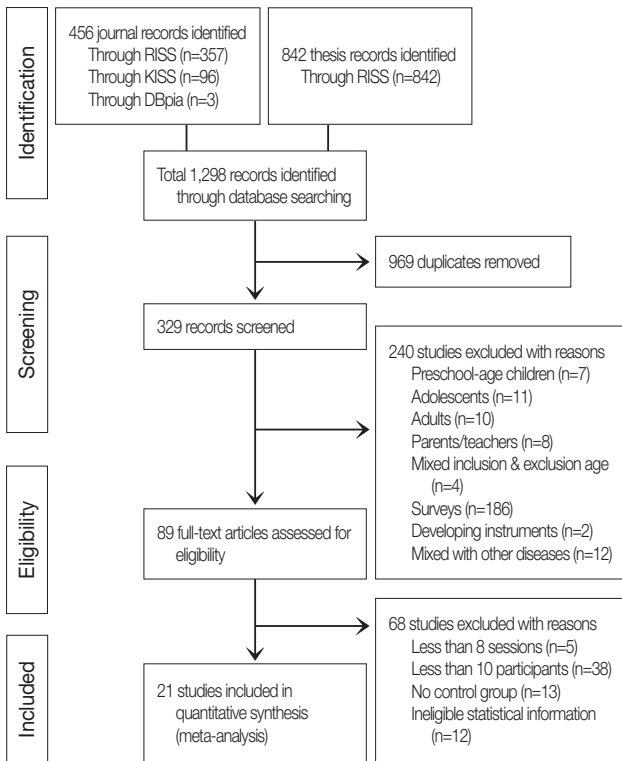 Identification
456 journal records identified
Through RISS (n=357)
Through KISS (n=96)
Through DBpia (n=3)
842 thesis records identified
Through RISS (n=842)
Total 1,298 records identified
through database searching
Screening
969 duplicates removed
329 records screened
240 studies excluded with reasons
Preschool-age children (n=7)
Adolescents (n=11)
Adults (n=10)
Parents/teachers (n=8)
Mixed inclusion & exclusion age
(n=4)
Surveys (n=186)
Developing instruments (n=2)
Mixed with other diseases (n=12)
Eligibility
89 full-text articles assessed for
eligibility
68 studies excluded with reasons
Less than 8 sessions (n=5)
Less than 10 participants (n=38)
No control group (n=13)
Ineligible statistical information
(n=12)
Included
21 studies included in
quantitative synthesis
(meta-analysis)